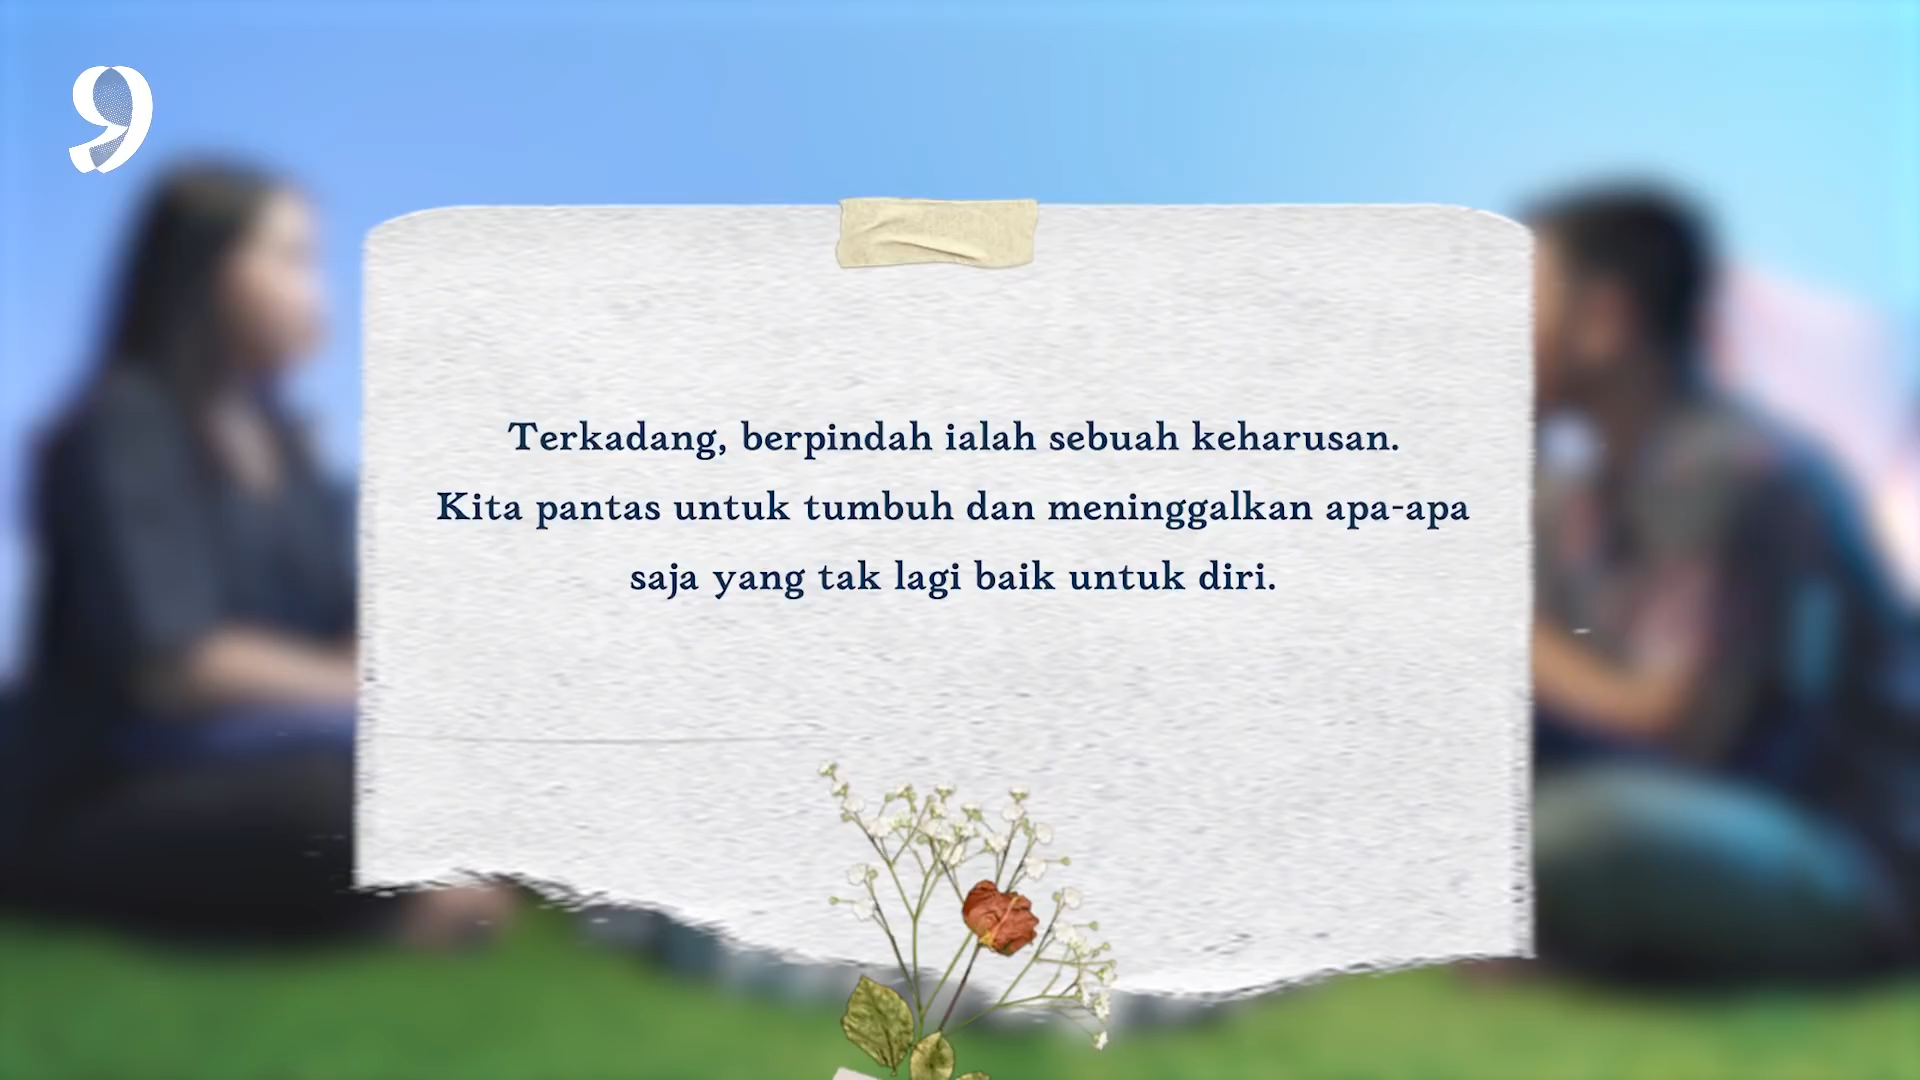 9
Terkadang, berpindah ialah sebuah keharusan.
Kita pantas untuk tumbuh dan meninggalkan apa-apa
saja yang tak lagi baik untuk diri.